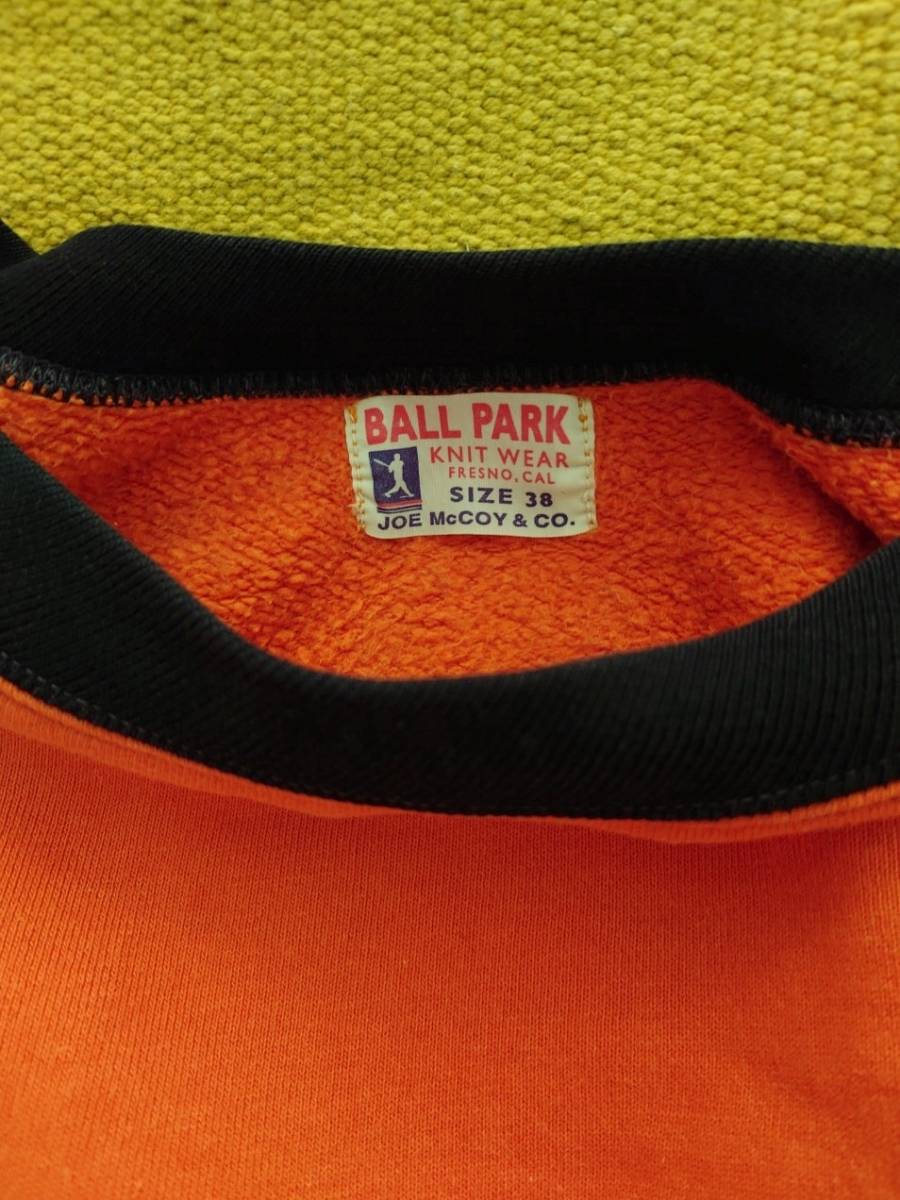 BALL PARK
KNIT WEAR
FRESNO, CAL
SIZE 38
JOE McCOY & CO.